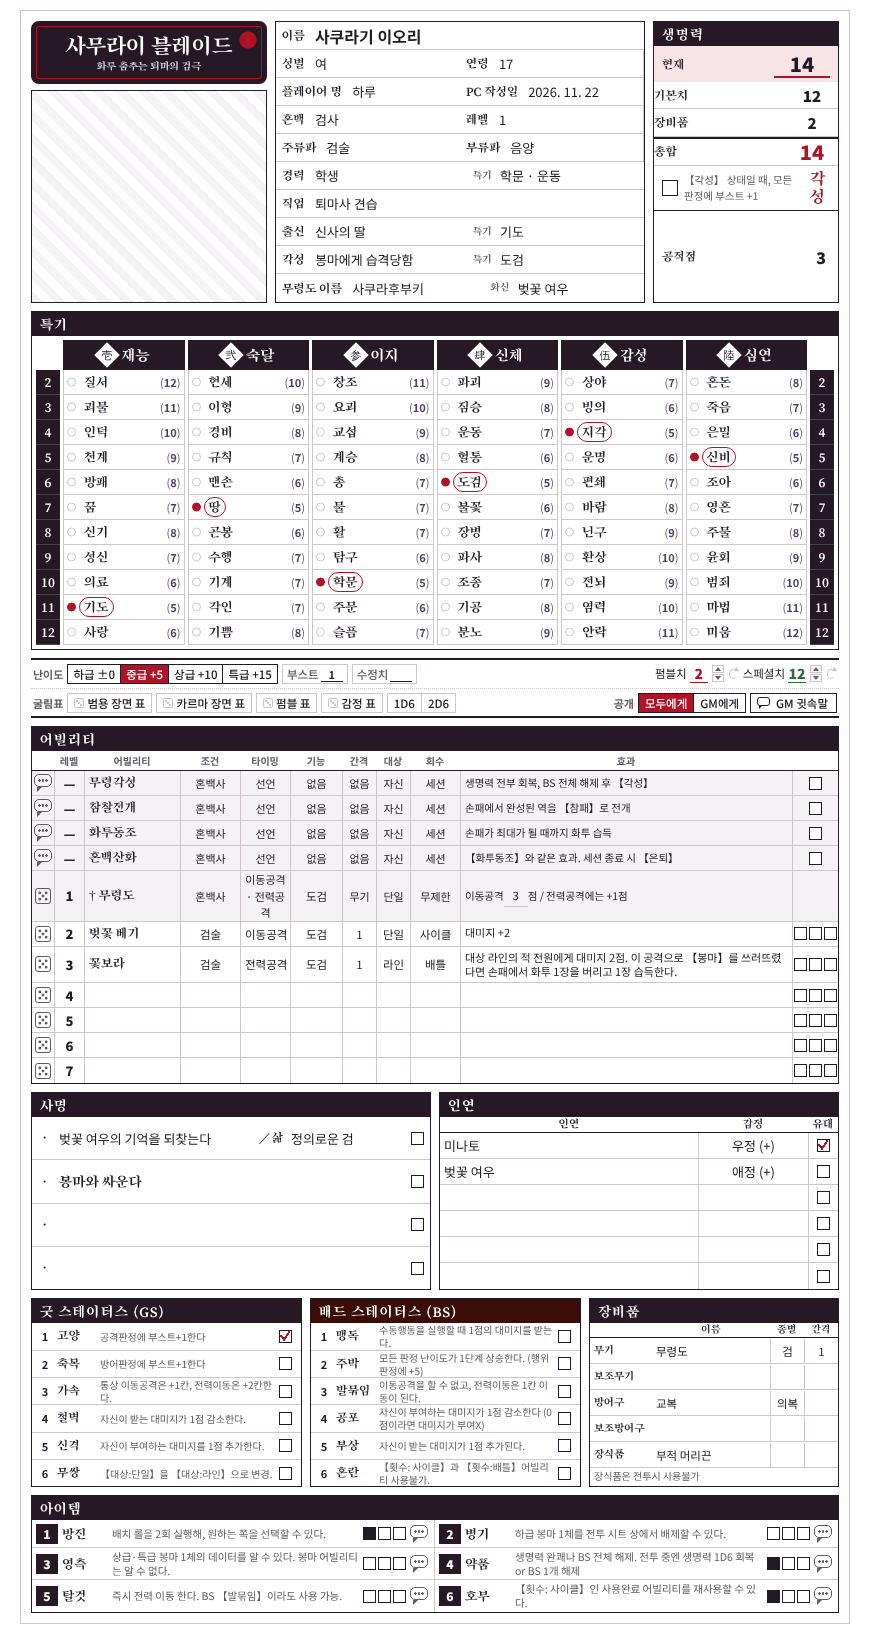 사무라이 블레이드
화투 춤추는 퇴마의 검극
이름 사쿠라기 이오리
성별 여 연령 17
플레이어 명 하루 PC 작성일 2026. 11. 22
혼백 검사 레벨 1
주류파 검술 부류파 음양
경력 학생 특기 학문 · 운동
직업 퇴마사 견습
출신 신사의 딸 특기 기도
각성 봉마에게 습격당함 특기 도검
무령도 이름 사쿠라후부키 화신 벚꽃 여우
생명력
현재 14
기본치 12
장비품 2
총합 14
【각성】 상태일 때, 모든 판정에 부스트 +1 각성
공적점 3
특기
壱 재능 弐 숙달 参 이지 肆 신체 伍 감성 陸 심연
2 질서 (12) 현세 (10) 창조 (11) 파괴 (9) 상야 (7) 혼돈 (8) 2
3 괴물 (11) 이형 (9) 요괴 (10) 짐승 (8) 빙의 (6) 죽음 (7) 3
4 인덕 (10) 경비 (8) 교섭 (9) 운동 (7) 지각 (5) 은밀 (6) 4
5 천계 (9) 규칙 (7) 계승 (8) 혈통 (6) 운명 (6) 신비 (5) 5
6 방패 (8) 맨손 (6) 총 (7) 도검 (5) 편쇄 (7) 조아 (6) 6
7 꿈 (7) 땅 (5) 불 (7) 불꽃 (6) 바람 (8) 영혼 (7) 7
8 신기 (8) 곤봉 (6) 활 (7) 장병 (7) 닌구 (9) 주물 (8) 8
9 성신 (7) 수행 (7) 탐구 (6) 파사 (8) 환상 (10) 윤회 (9) 9
10 의료 (6) 기계 (7) 학문 (5) 조종 (7) 전뇌 (9) 범죄 (10) 10
11 기도 (5) 각인 (7) 주문 (6) 기공 (8) 염력 (10) 마법 (11) 11
12 사랑 (6) 기쁨 (8) 슬픔 (7) 분노 (9) 안락 (11) 미움 (12) 12
난이도 하급 ±0 중급 +5 상급 +10 특급 +15 부스트 1 수정치 펌블치 2 스페셜치 12
굴림표 범용 장면 표 카르마 장면 표 펌블 표 감정 표 1D6 2D6 공개 모두에게 GM에게 GM 귓속말
어빌리티
레벨 어빌리티 조건 타이밍 기능 간격 대상 회수 효과
— 무령각성 혼백사 선언 없음 없음 자신 세션 생명력 전부 회복, BS 전체 해제 후 【각성】
— 참찰전개 혼백사 선언 없음 없음 자신 세션 손패에서 완성된 역을 【참패】로 전개
— 화투동조 혼백사 선언 없음 없음 자신 세션 손패가 최대가 될 때까지 화투 습득
— 혼백산화 혼백사 선언 없음 없음 자신 세션 【화투동조】와 같은 효과. 세션 종료 시 【은퇴】
1 † 무령도 혼백사 이동공격 · 전력공격 도검 무기 단일 무제한 이동공격 3 점 / 전력공격에는 +1점
2 벚꽃 베기 검술 이동공격 도검 1 단일 사이클 대미지 +2
3 꽃보라 검술 전력공격 도검 1 라인 배틀 대상 라인의 적 전원에게 대미지 2점. 이 공격으로 【봉마】를 쓰러뜨렸다면 손패에서 화투 1장을 버리고 1장 습득한다.
4
5
6
7
사명
· 벚꽃 여우의 기억을 되찾는다 ／삶 정의로운 검
· 봉마와 싸운다
·
·
인연
인연 감정 유대
미나토 우정 (+)
벚꽃 여우 애정 (+)
굿 스테이터스 (GS)
1 고양 공격판정에 부스트+1한다
2 축복 방어판정에 부스트+1한다
3 가속 통상 이동공격은 +1칸, 전력이동은 +2칸한다.
4 철벽 자신이 받는 대미지가 1점 감소한다.
5 신격 자신이 부여하는 대미지를 1점 추가한다.
6 무쌍 【대상:단일】을 【대상:라인】으로 변경.
배드 스테이터스 (BS)
1 맹독 수동행동을 실행할 때 1점의 대미지를 받는다.
2 주박 모든 판정 난이도가 1단계 상승한다. (행위판정에 +5)
3 발묶임 이동공격을 할 수 없고, 전력이동은 1칸 이동이 된다.
4 공포 자신이 부여하는 대미지가 1점 감소한다 (0점이라면 대미지가 부여X)
5 부상 자신이 받는 대미지가 1점 추가된다.
6 혼란 【횟수: 사이클】과 【횟수:배틀】어빌리티 사용불가.
장비품
이름 종별 간격
무기 무령도 검 1
보조무기
방어구 교복 의복
보조방어구
장식품 부적 머리끈
장식품은 전투시 사용불가
아이템
1 방진 배치 롤을 2회 실행해, 원하는 쪽을 선택할 수 있다.
2 병기 하급 봉마 1체를 전투 시트 상에서 배제할 수 있다.
3 영측 상급·특급 봉마 1체의 데이터를 알 수 있다. 봉마 어빌리티는 알 수 없다.
4 약품 생명력 완쾌나 BS 전체 해제. 전투 중엔 생명력 1D6 회복 or BS 1개 해제
5 탈것 즉시 전력 이동 한다. BS 【발묶임】이라도 사용 가능.
6 호부 【횟수: 사이클】인 사용완료 어빌리티를 재사용할 수 있다.